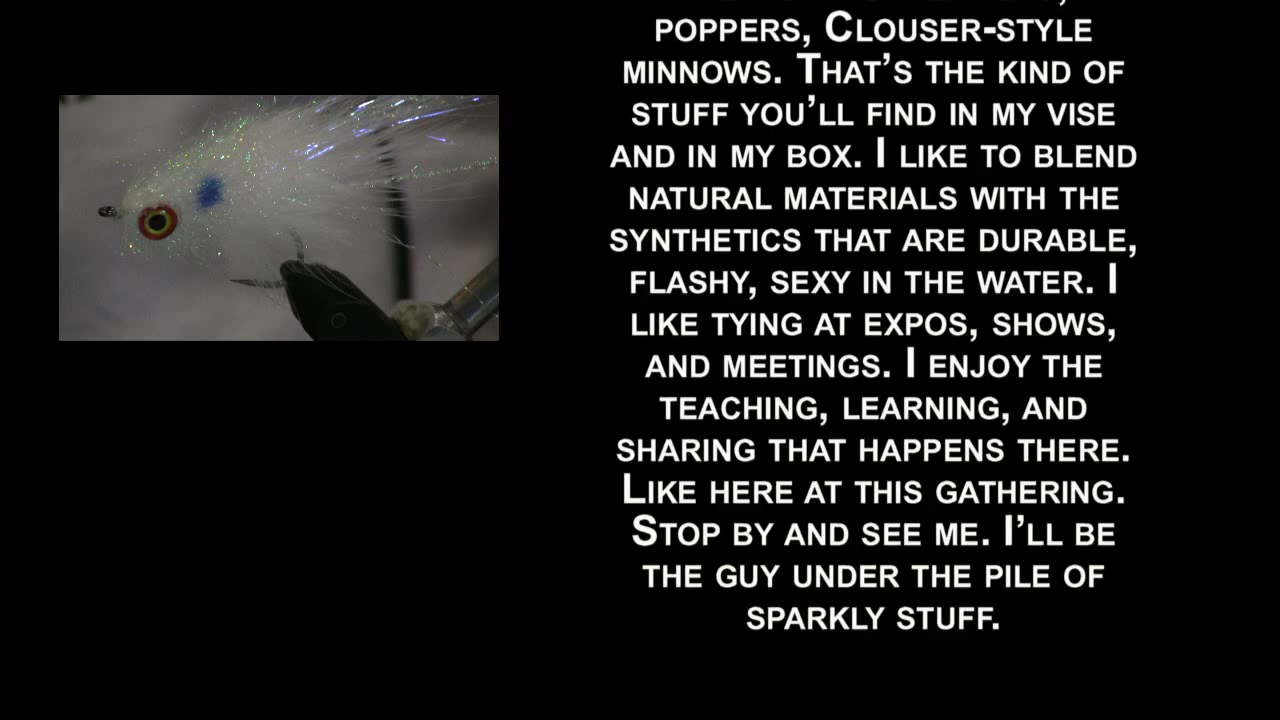 POPPERS, CLOUSER-STYLE
MINNOWS. THAT’S THE KIND OF
STUFF YOU’LL FIND IN MY VISE
AND IN MY BOX. I LIKE TO BLEND
NATURAL MATERIALS WITH THE
SYNTHETICS THAT ARE DURABLE,
FLASHY, SEXY IN THE WATER. I
LIKE TYING AT EXPOS, SHOWS,
AND MEETINGS. I ENJOY THE
TEACHING, LEARNING, AND
SHARING THAT HAPPENS THERE.
LIKE HERE AT THIS GATHERING.
STOP BY AND SEE ME. I’LL BE
THE GUY UNDER THE PILE OF
SPARKLY STUFF.